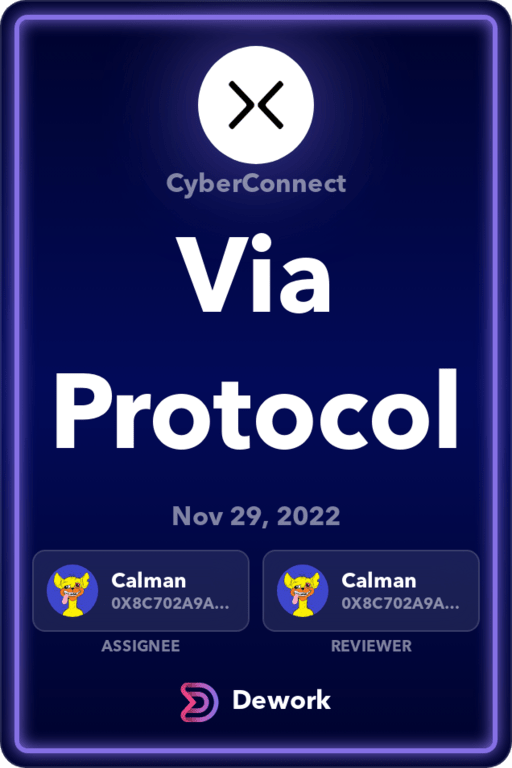 CyberConnect
Via
Protocol
Nov 29, 2022
Calman
0X8C702A9A...
ASSIGNEE
Calman
0X8C702A9A...
REVIEWER
Dework